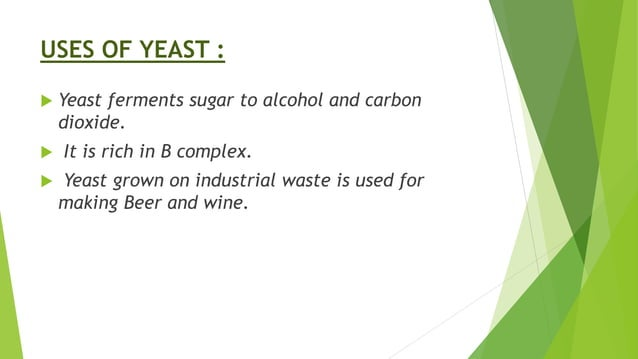 USES OF YEAST :
Yeast ferments sugar to alcohol and carbon
dioxide.
It is rich in B complex.
Yeast grown on industrial waste is used for
making Beer and wine.